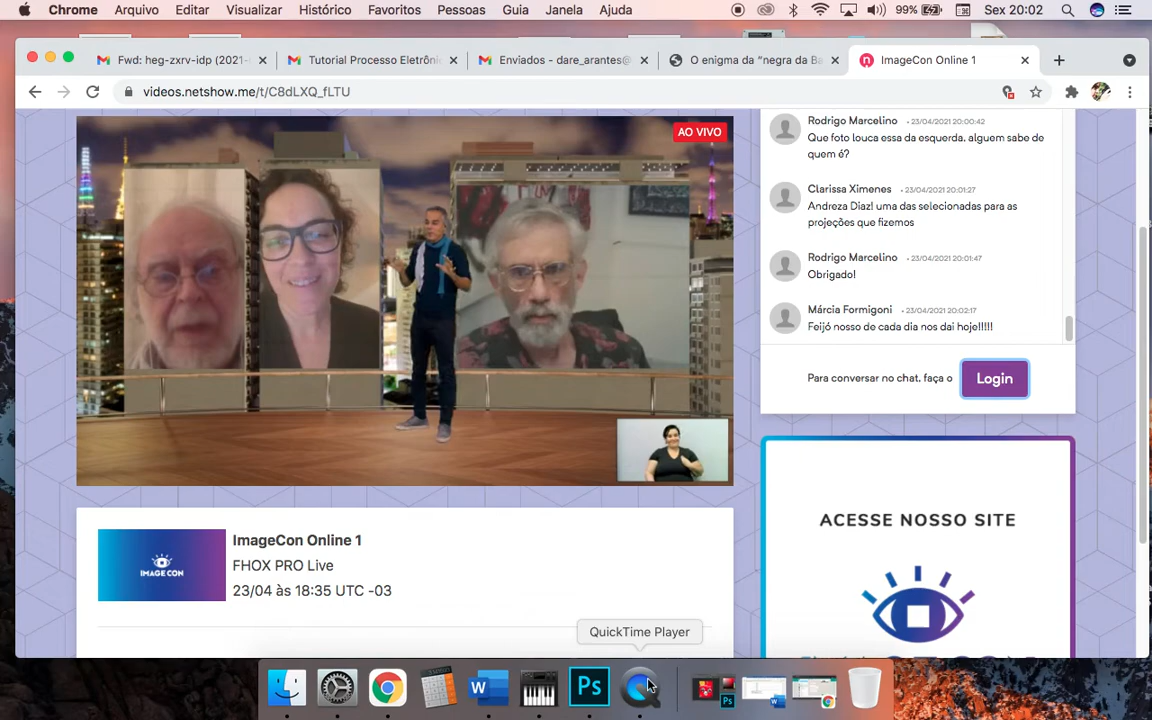 Chrome Arquivo Editar Visualizar Histórico Favoritos Pessoas Guia Janela Ajuda 99% Sex 20:02
Fwd: heg-zxrv-idp (2021- Tutorial Processo Eletrôni Enviados - dare_arantes@ O enigma da “negra da Ba ImageCon Online 1
videos.netshow.me/t/C8dLXQ_fLTU
AO VIVO
Rodrigo Marcelino • 23/04/2021 20:00:42
Que foto louca essa da esquerda. alguem sabe de
quem é?
Clarissa Ximenes • 23/04/2021 20:01:27
Andreza Diaz! uma das selecionadas para as
projeções que fizemos
Rodrigo Marcelino • 23/04/2021 20:01:47
Obrigado!
Márcia Formigoni • 23/04/2021 20:02:17
Feijó nosso de cada dia nos dai hoje!!!!!
Para conversar no chat, faça o Login
IMAGE CON
ImageCon Online 1
FHOX PRO Live
23/04 às 18:35 UTC -03
ACESSE NOSSO SITE
QuickTime Player
Ps